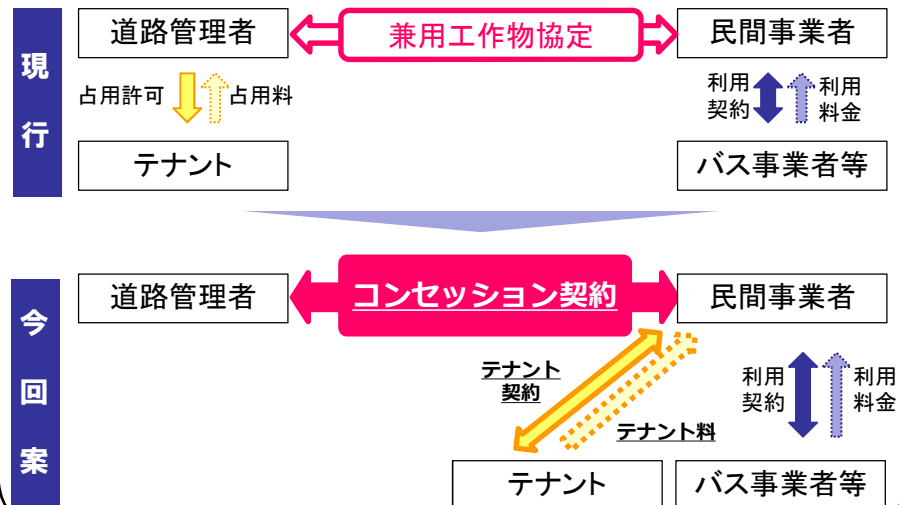 現行
道路管理者
兼用工作物協定
民間事業者
占用許可
占用料
利用
契約
利用
料金
テナント
バス事業者等
今回案
道路管理者
コンセッション契約
民間事業者
テナント
契約
テナント料
利用
契約
利用
料金
テナント
バス事業者等